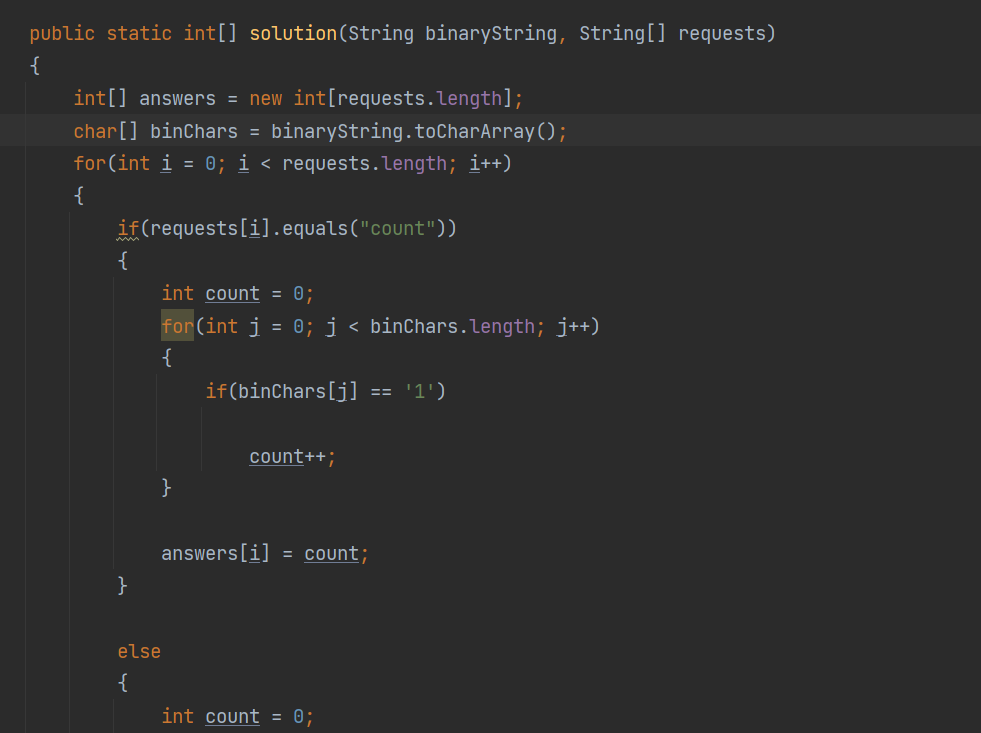 public static int[] solution(String binaryString, String[] requests)
{
    int[] answers = new int[requests.length];
    char[] binChars = binaryString.toCharArray();
    for(int i = 0; i < requests.length; i++)
    {
        if(requests[i].equals("count"))
        {
            int count = 0;
            for(int j = 0; j < binChars.length; j++)
            {
                if(binChars[j] == '1')
                    count++;
            }
            answers[i] = count;
        }
        else
        {
            int count = 0;